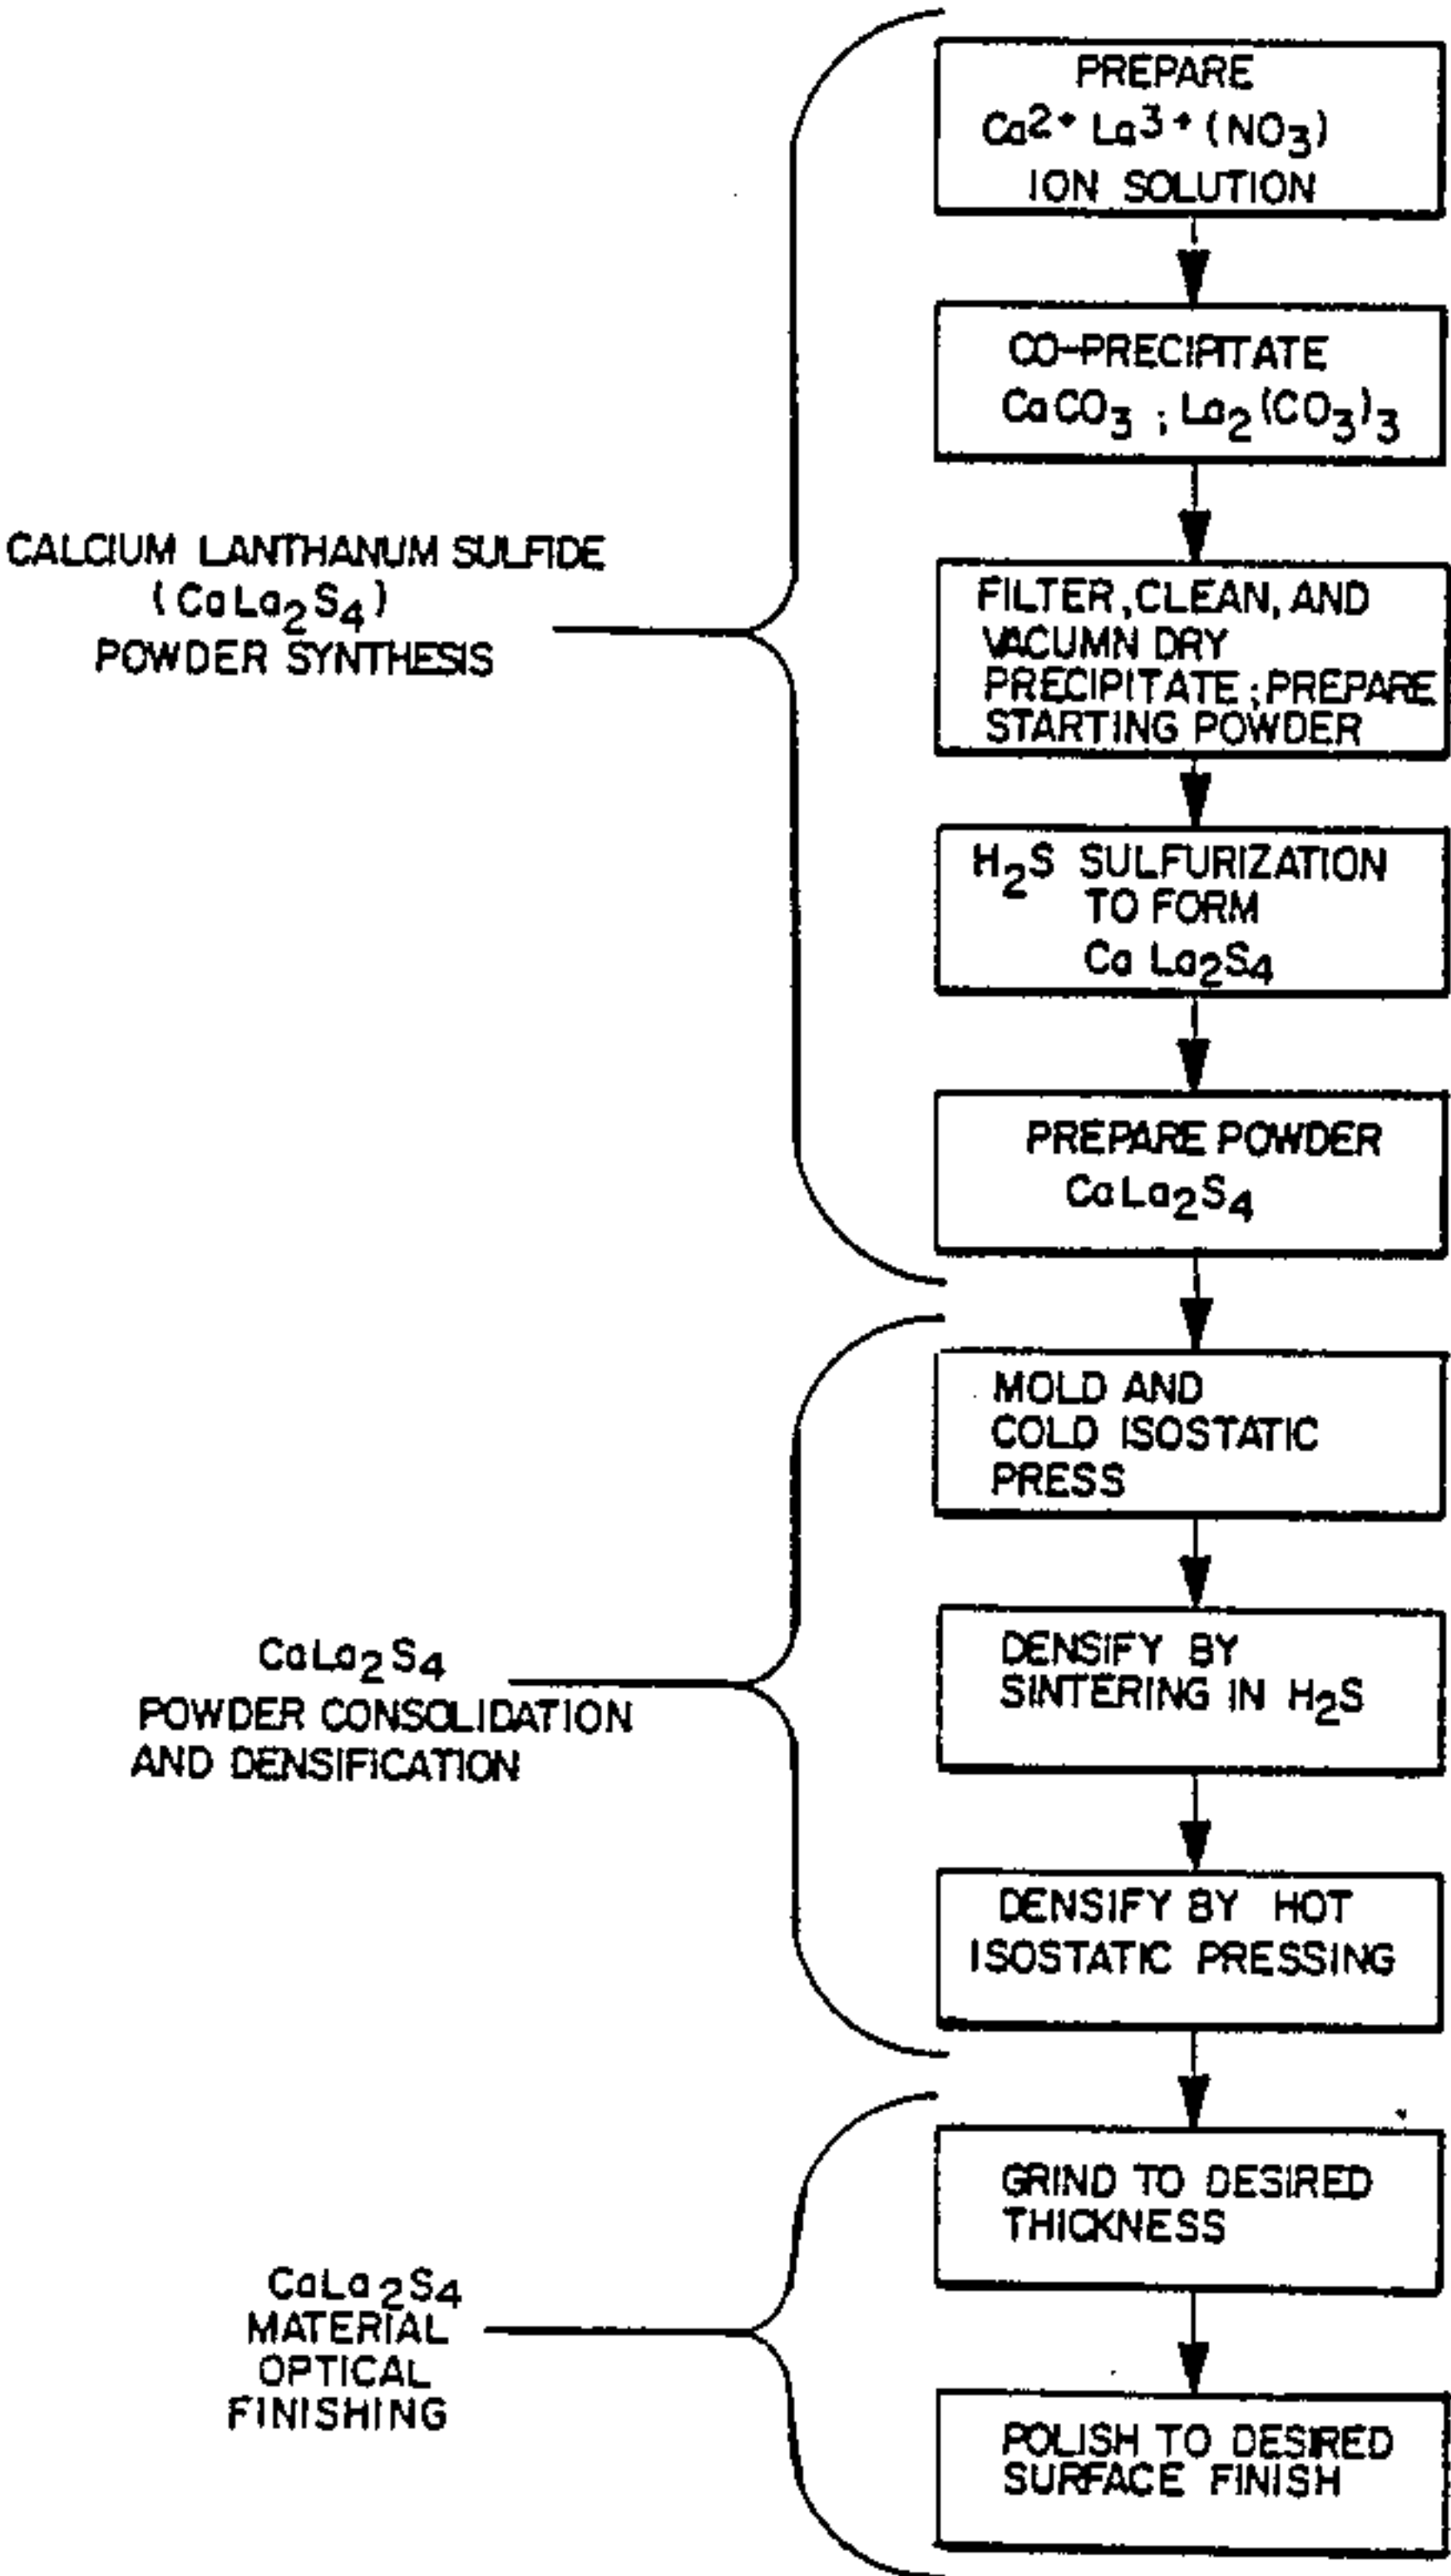 PREPARE
Ca²⁺ La³⁺ (NO₃)
ION SOLUTION
CO-PRECIPITATE
CaCO₃ ; La₂(CO₃)₃
CALCIUM LANTHANUM SULFIDE
(CaLa₂S₄)
POWDER SYNTHESIS
FILTER, CLEAN, AND
VACUMN DRY
PRECIPITATE; PREPARE
STARTING POWDER
H₂S SULFURIZATION
TO FORM
Ca La₂S₄
PREPARE POWDER
CaLa₂S₄
MOLD AND
COLD ISOSTATIC
PRESS
CaLa₂S₄
POWDER CONSOLIDATION
AND DENSIFICATION
DENSIFY BY
SINTERING IN H₂S
DENSIFY BY HOT
ISOSTATIC PRESSING
GRIND TO DESIRED
THICKNESS
CaLa₂S₄
MATERIAL
OPTICAL
FINISHING
POLISH TO DESIRED
SURFACE FINISH